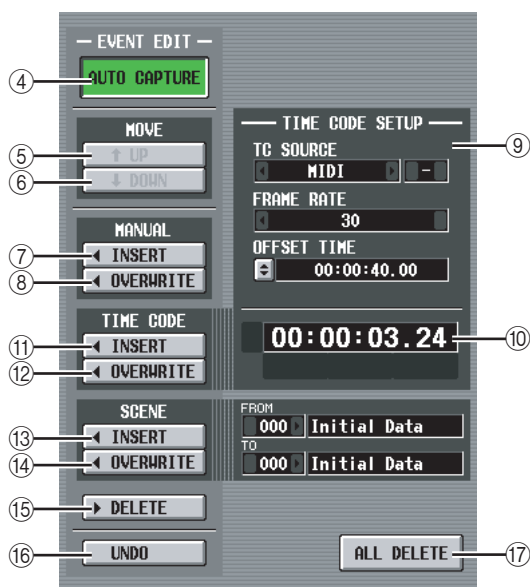 EVENT EDIT
④ AUTO CAPTURE
MOVE
⑤ ↑ UP
⑥ ↓ DOWN
MANUAL
⑦ INSERT
⑧ OVERWRITE
TIME CODE
⑪ INSERT
⑫ OVERWRITE
SCENE
⑬ INSERT
⑭ OVERWRITE
⑮ DELETE
⑯ UNDO
TIME CODE SETUP
⑨
TC SOURCE
MIDI -
FRAME RATE
30
OFFSET TIME
00:00:40.00
00:00:03.24 ⑩
FROM
000 Initial Data
TO
000 Initial Data
ALL DELETE ⑰